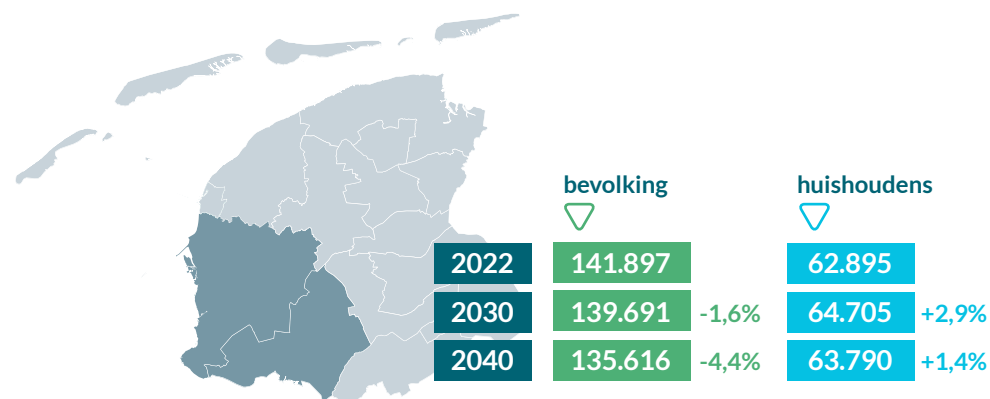 bevolking huishoudens
2022 141.897 62.895
2030 139.691 -1,6% 64.705 +2,9%
2040 135.616 -4,4% 63.790 +1,4%